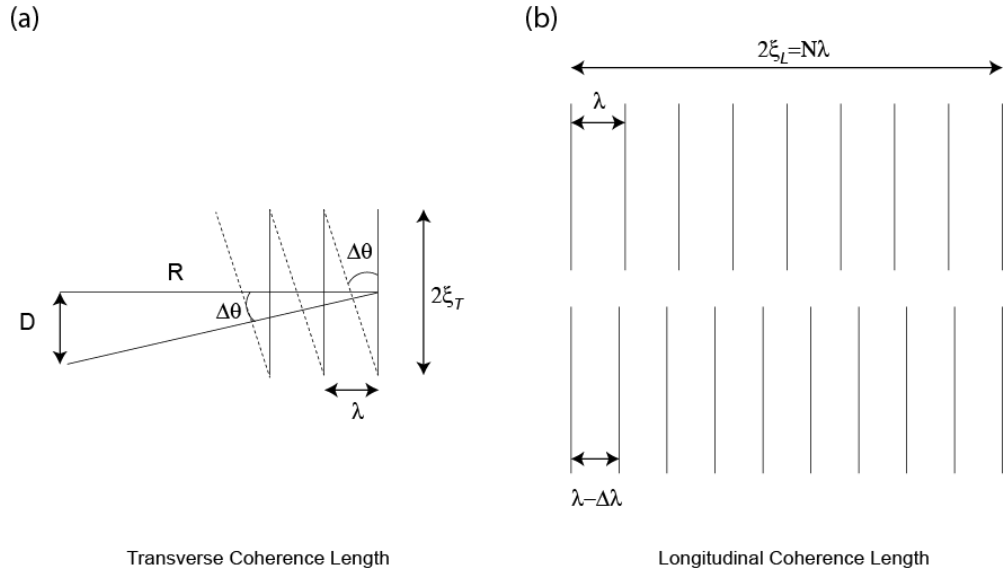 (a)
R
D
Δθ
Δθ
2ξT
λ
Transverse Coherence Length
(b)
2ξL=Nλ
λ
λ−Δλ
Longitudinal Coherence Length